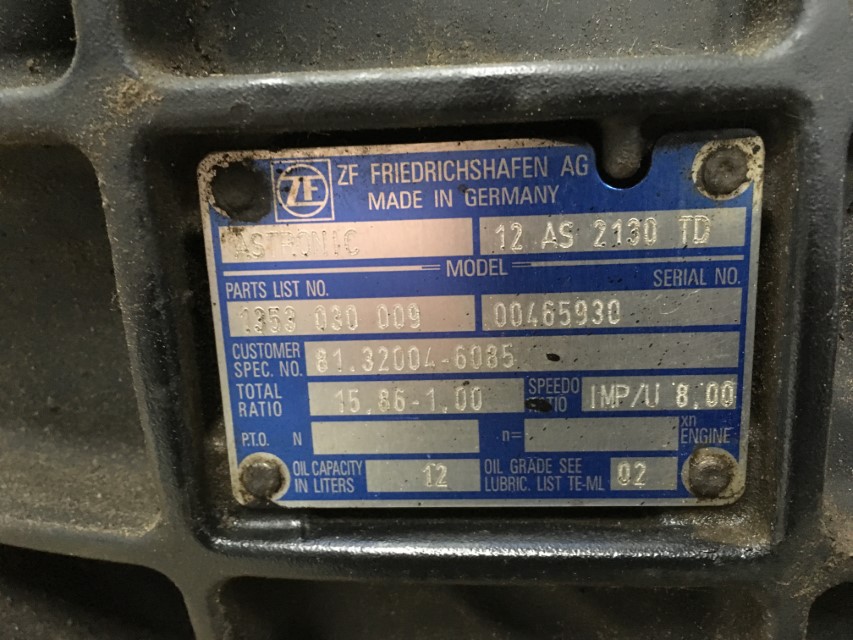 ZF FRIEDRICHSHAFEN AG
MADE IN GERMANY
ASTRONIC 12 AS 2130 TD
MODEL
PARTS LIST NO. SERIAL NO.
1353 030 009 00465930
CUSTOMER SPEC. NO. 81.32004-6085
TOTAL RATIO 15.86-1.00 SPEEDO RATIO IMP/U 8.00
P.T.O. N n= xn ENGINE
OIL CAPACITY IN LITERS 12 OIL GRADE SEE LUBRIC. LIST TE-ML 02